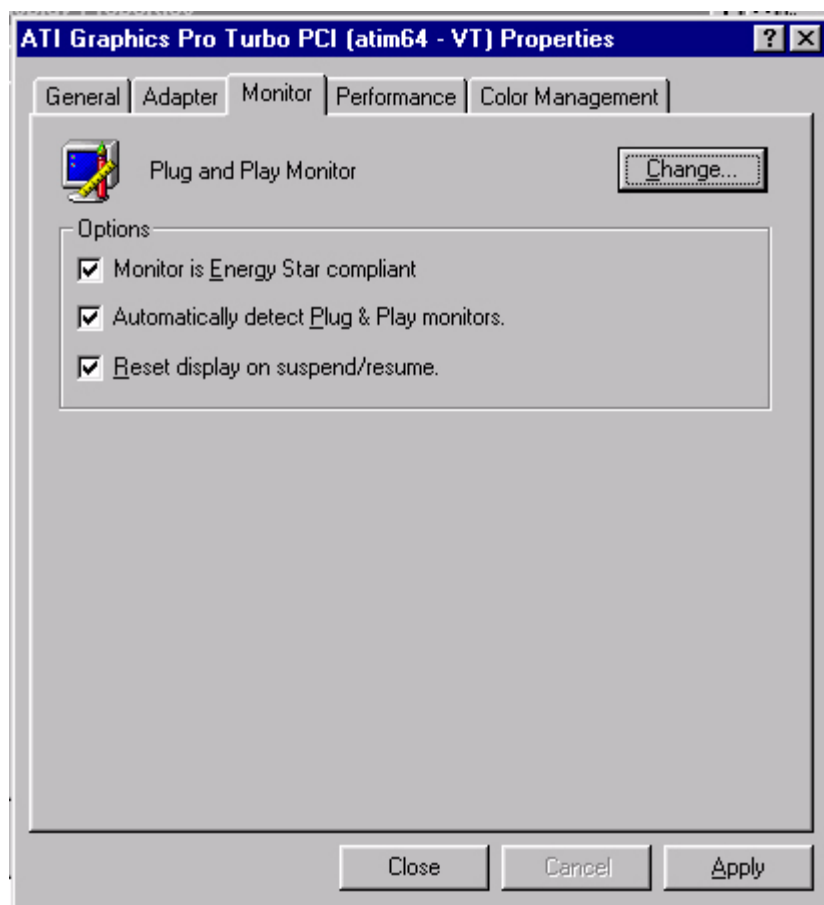 ATI Graphics Pro Turbo PCI (atim64 - VT) Properties ? ×
General Adapter Monitor Performance Color Management
Plug and Play Monitor Change...
Options
Monitor is Energy Star compliant
Automatically detect Plug & Play monitors.
Reset display on suspend/resume.
Close Cancel Apply